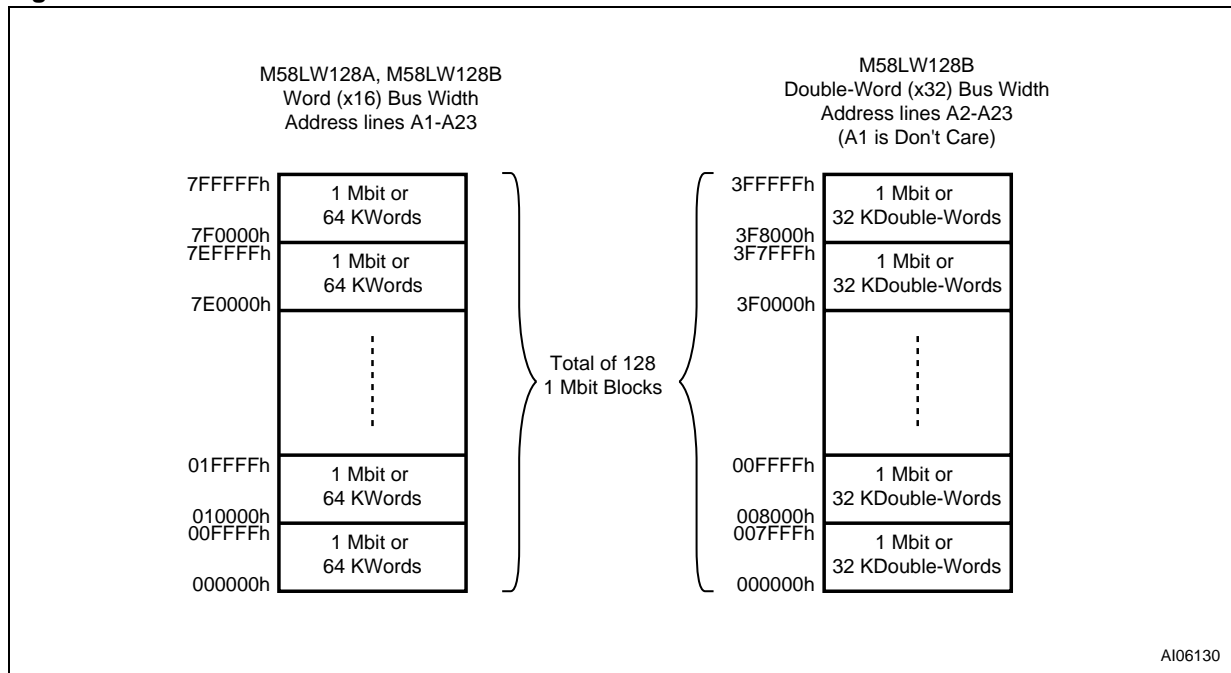 M58LW128A, M58LW128B
Word (x16) Bus Width
Address lines A1-A23
7FFFFFh
1 Mbit or
64 KWords
7F0000h
7EFFFFh
1 Mbit or
64 KWords
7E0000h
01FFFFh
1 Mbit or
64 KWords
010000h
00FFFFh
1 Mbit or
64 KWords
000000h
Total of 128
1 Mbit Blocks
M58LW128B
Double-Word (x32) Bus Width
Address lines A2-A23
(A1 is Don't Care)
3FFFFFh
1 Mbit or
32 KDouble-Words
3F8000h
3F7FFFh
1 Mbit or
32 KDouble-Words
3F0000h
00FFFFh
1 Mbit or
32 KDouble-Words
008000h
007FFFh
1 Mbit or
32 KDouble-Words
000000h
AI06130